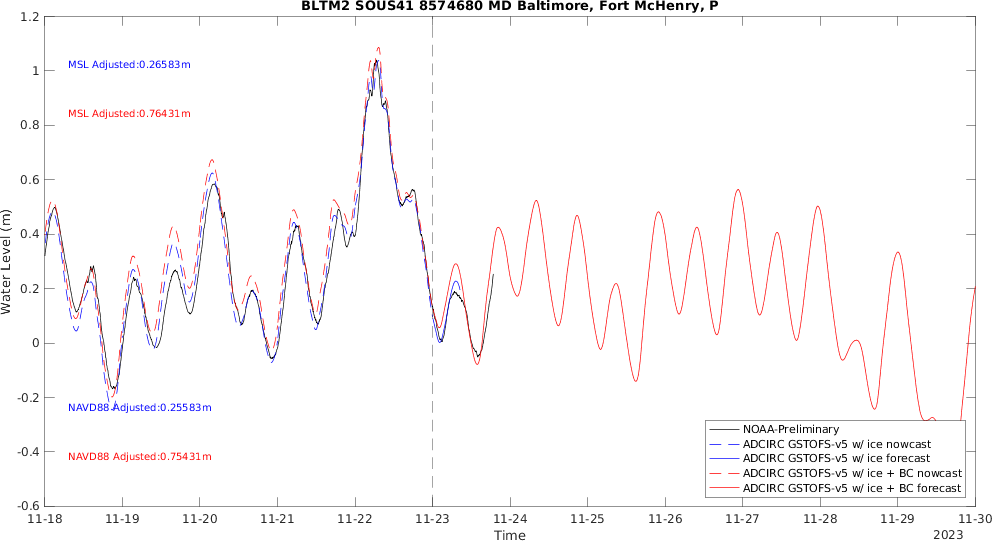 BLTM2 SOUS41 8574680 MD Baltimore, Fort McHenry, P
1.2
1
0.8
0.6
0.4
0.2
0
-0.2
-0.4
-0.6
Water Level (m)
MSL Adjusted:0.26583m
MSL Adjusted:0.76431m
NAVD88 Adjusted:0.25583m
NAVD88 Adjusted:0.75431m
NOAA-Preliminary
ADCIRC GSTOFS-v5 w/ ice nowcast
ADCIRC GSTOFS-v5 w/ ice forecast
ADCIRC GSTOFS-v5 w/ ice + BC nowcast
ADCIRC GSTOFS-v5 w/ ice + BC forecast
11-18 11-19 11-20 11-21 11-22 11-23 11-24 11-25 11-26 11-27 11-28 11-29 11-30
Time
2023